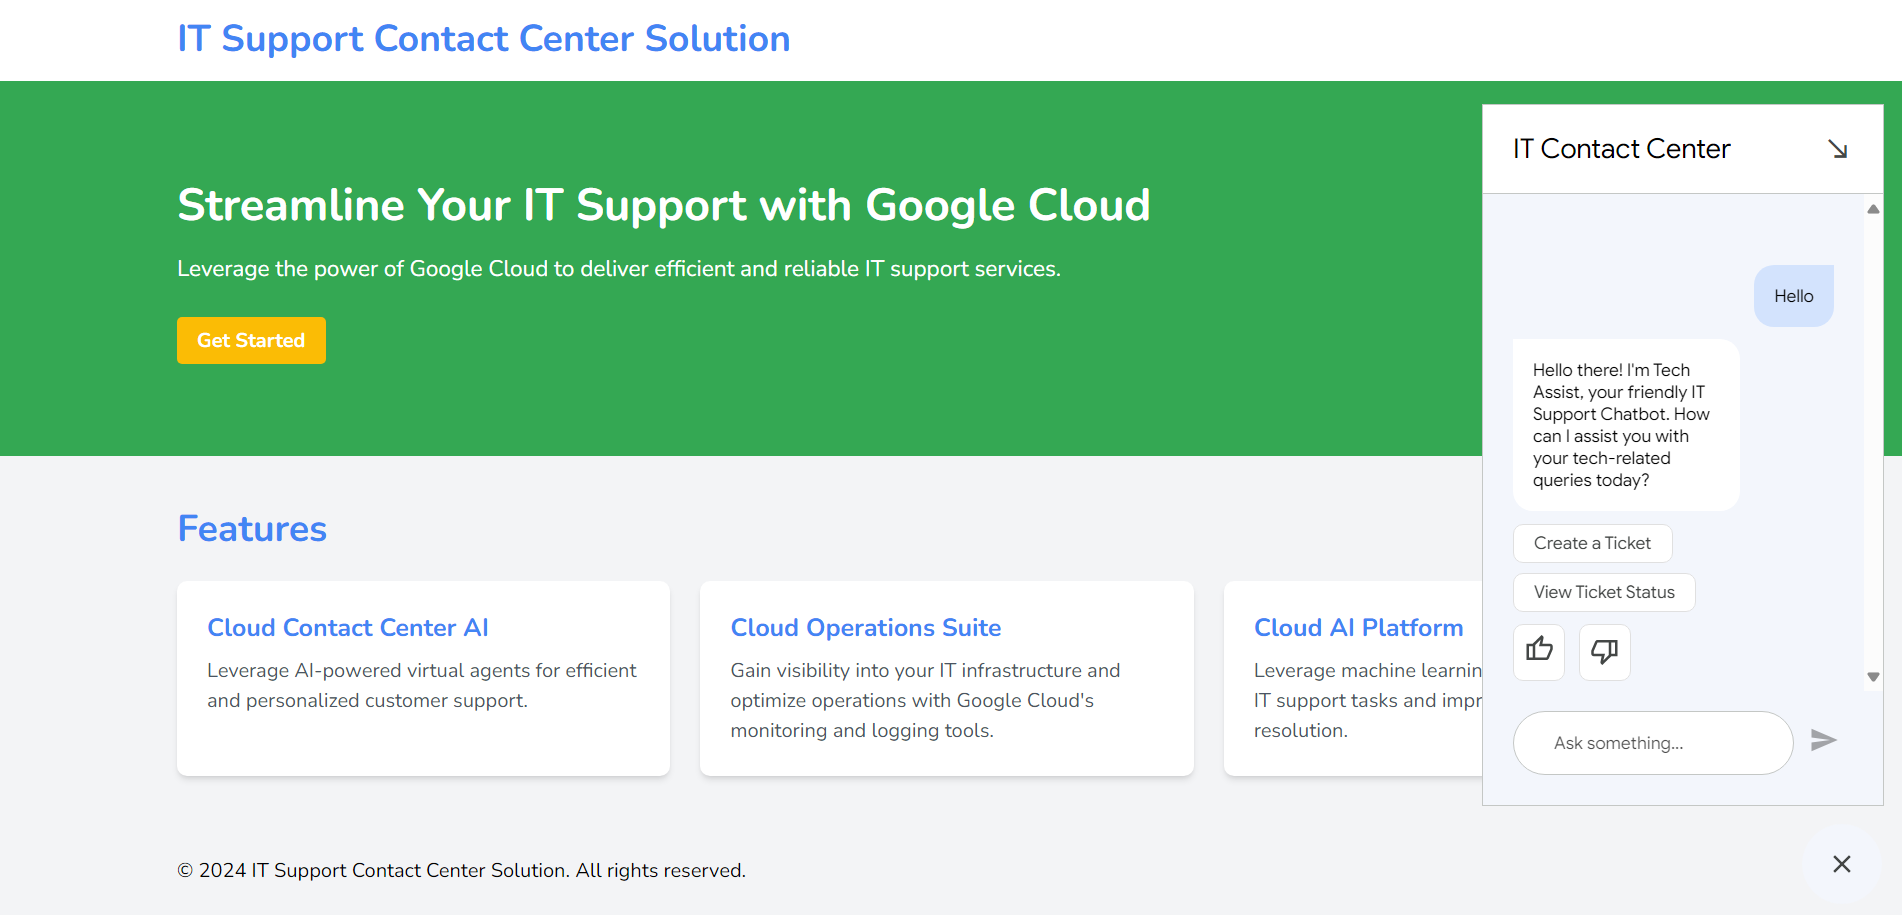 IT Support Contact Center Solution
Streamline Your IT Support with Google Cloud
Leverage the power of Google Cloud to deliver efficient and reliable IT support services.
Get Started
Features
Cloud Contact Center AI
Leverage AI-powered virtual agents for efficient
and personalized customer support.
Cloud Operations Suite
Gain visibility into your IT infrastructure and
optimize operations with Google Cloud's
monitoring and logging tools.
Cloud AI Platform
Leverage machine
IT support tasks and
resolution.
© 2024 IT Support Contact Center Solution. All rights reserved.
IT Contact Center
Hello
Hello there! I'm Tech
Assist, your friendly IT
Support Chatbot. How
can I assist you with
your tech-related
queries today?
Create a Ticket
View Ticket Status
Ask something...